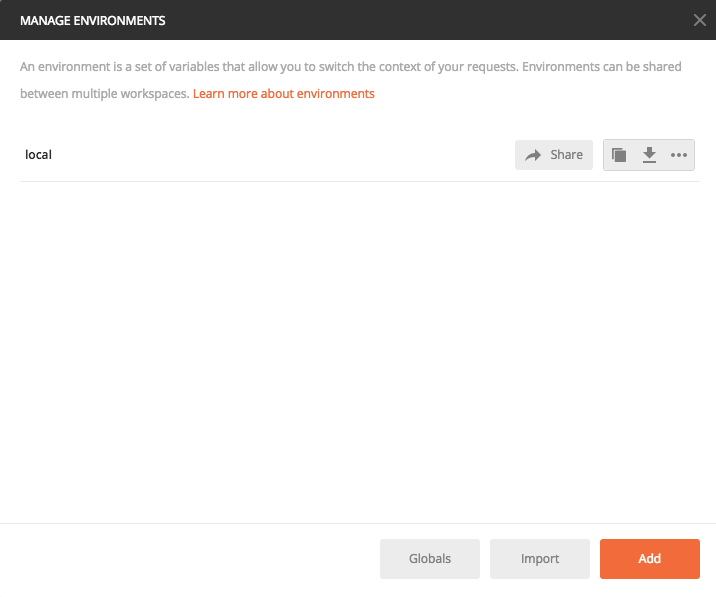 MANAGE ENVIRONMENTS
An environment is a set of variables that allow you to switch the context of your requests. Environments can be shared
between multiple workspaces. Learn more about environments
local
Share
Globals
Import
Add